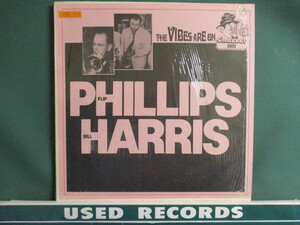 THE VIBES ARE ON
FLIP
PHILLIPS
BILL
HARRIS
USED RECORDS